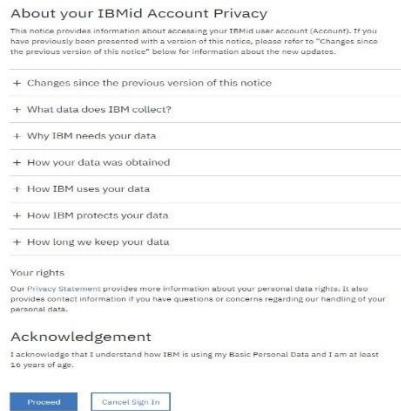 About your IBMid Account Privacy
This notice provides information about accessing your IBMid user account (Account). If you
have previously been presented with a version of this notice, please refer to "Changes since
the previous version of this notice" below for information about the new updates.
+ Changes since the previous version of this notice
+ What data does IBM collect?
+ Why IBM needs your data
+ How your data was obtained
+ How IBM uses your data
+ How IBM protects your data
+ How long we keep your data
Your rights
Our Privacy Statement provides more information about your personal data rights. It also
provides contact information if you have questions or concerns regarding our handling of your
personal data.
Acknowledgement
I acknowledge that I understand how IBM is using my Basic Personal Data and I am at least
16 years of age.
Proceed Cancel Sign In